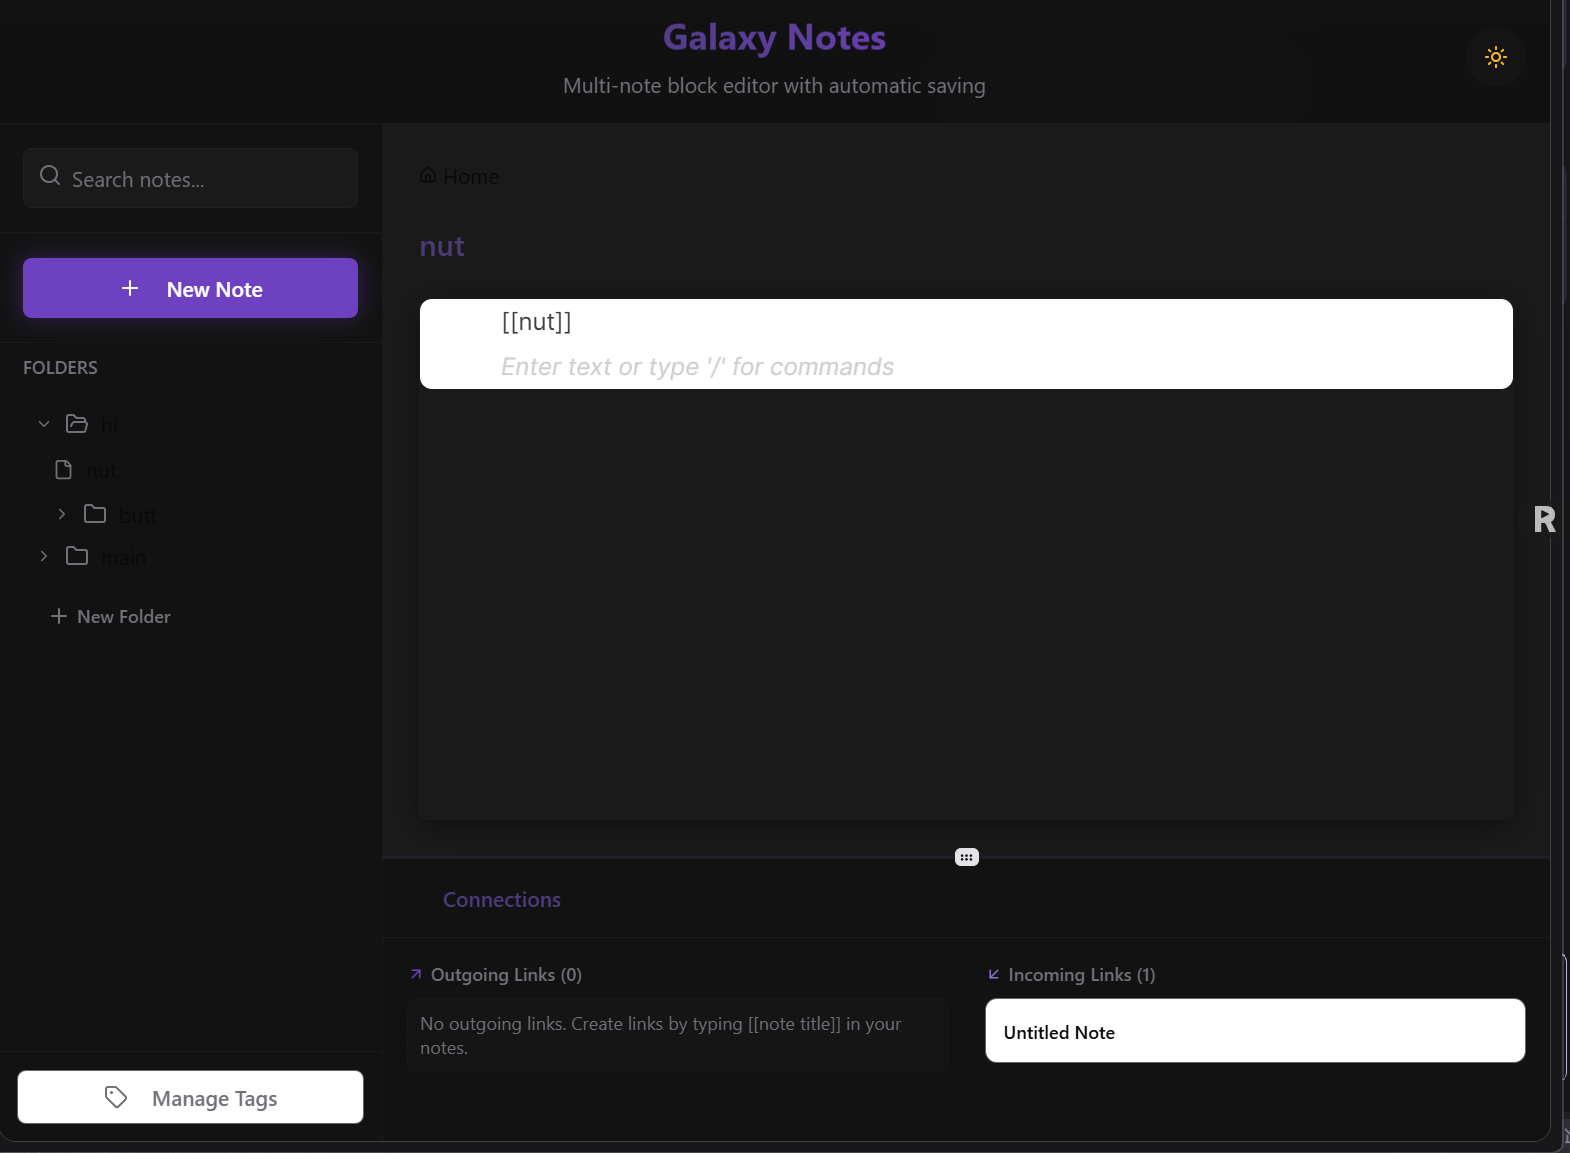 Galaxy Notes
Multi-note block editor with automatic saving
Search notes...
New Note
FOLDERS
hi
nut
butt
main
New Folder
Manage Tags
Home
nut
[[nut]]
Enter text or type '/' for commands
R
Connections
Outgoing Links (0)
No outgoing links. Create links by typing [[note title]] in your
notes.
Incoming Links (1)
Untitled Note